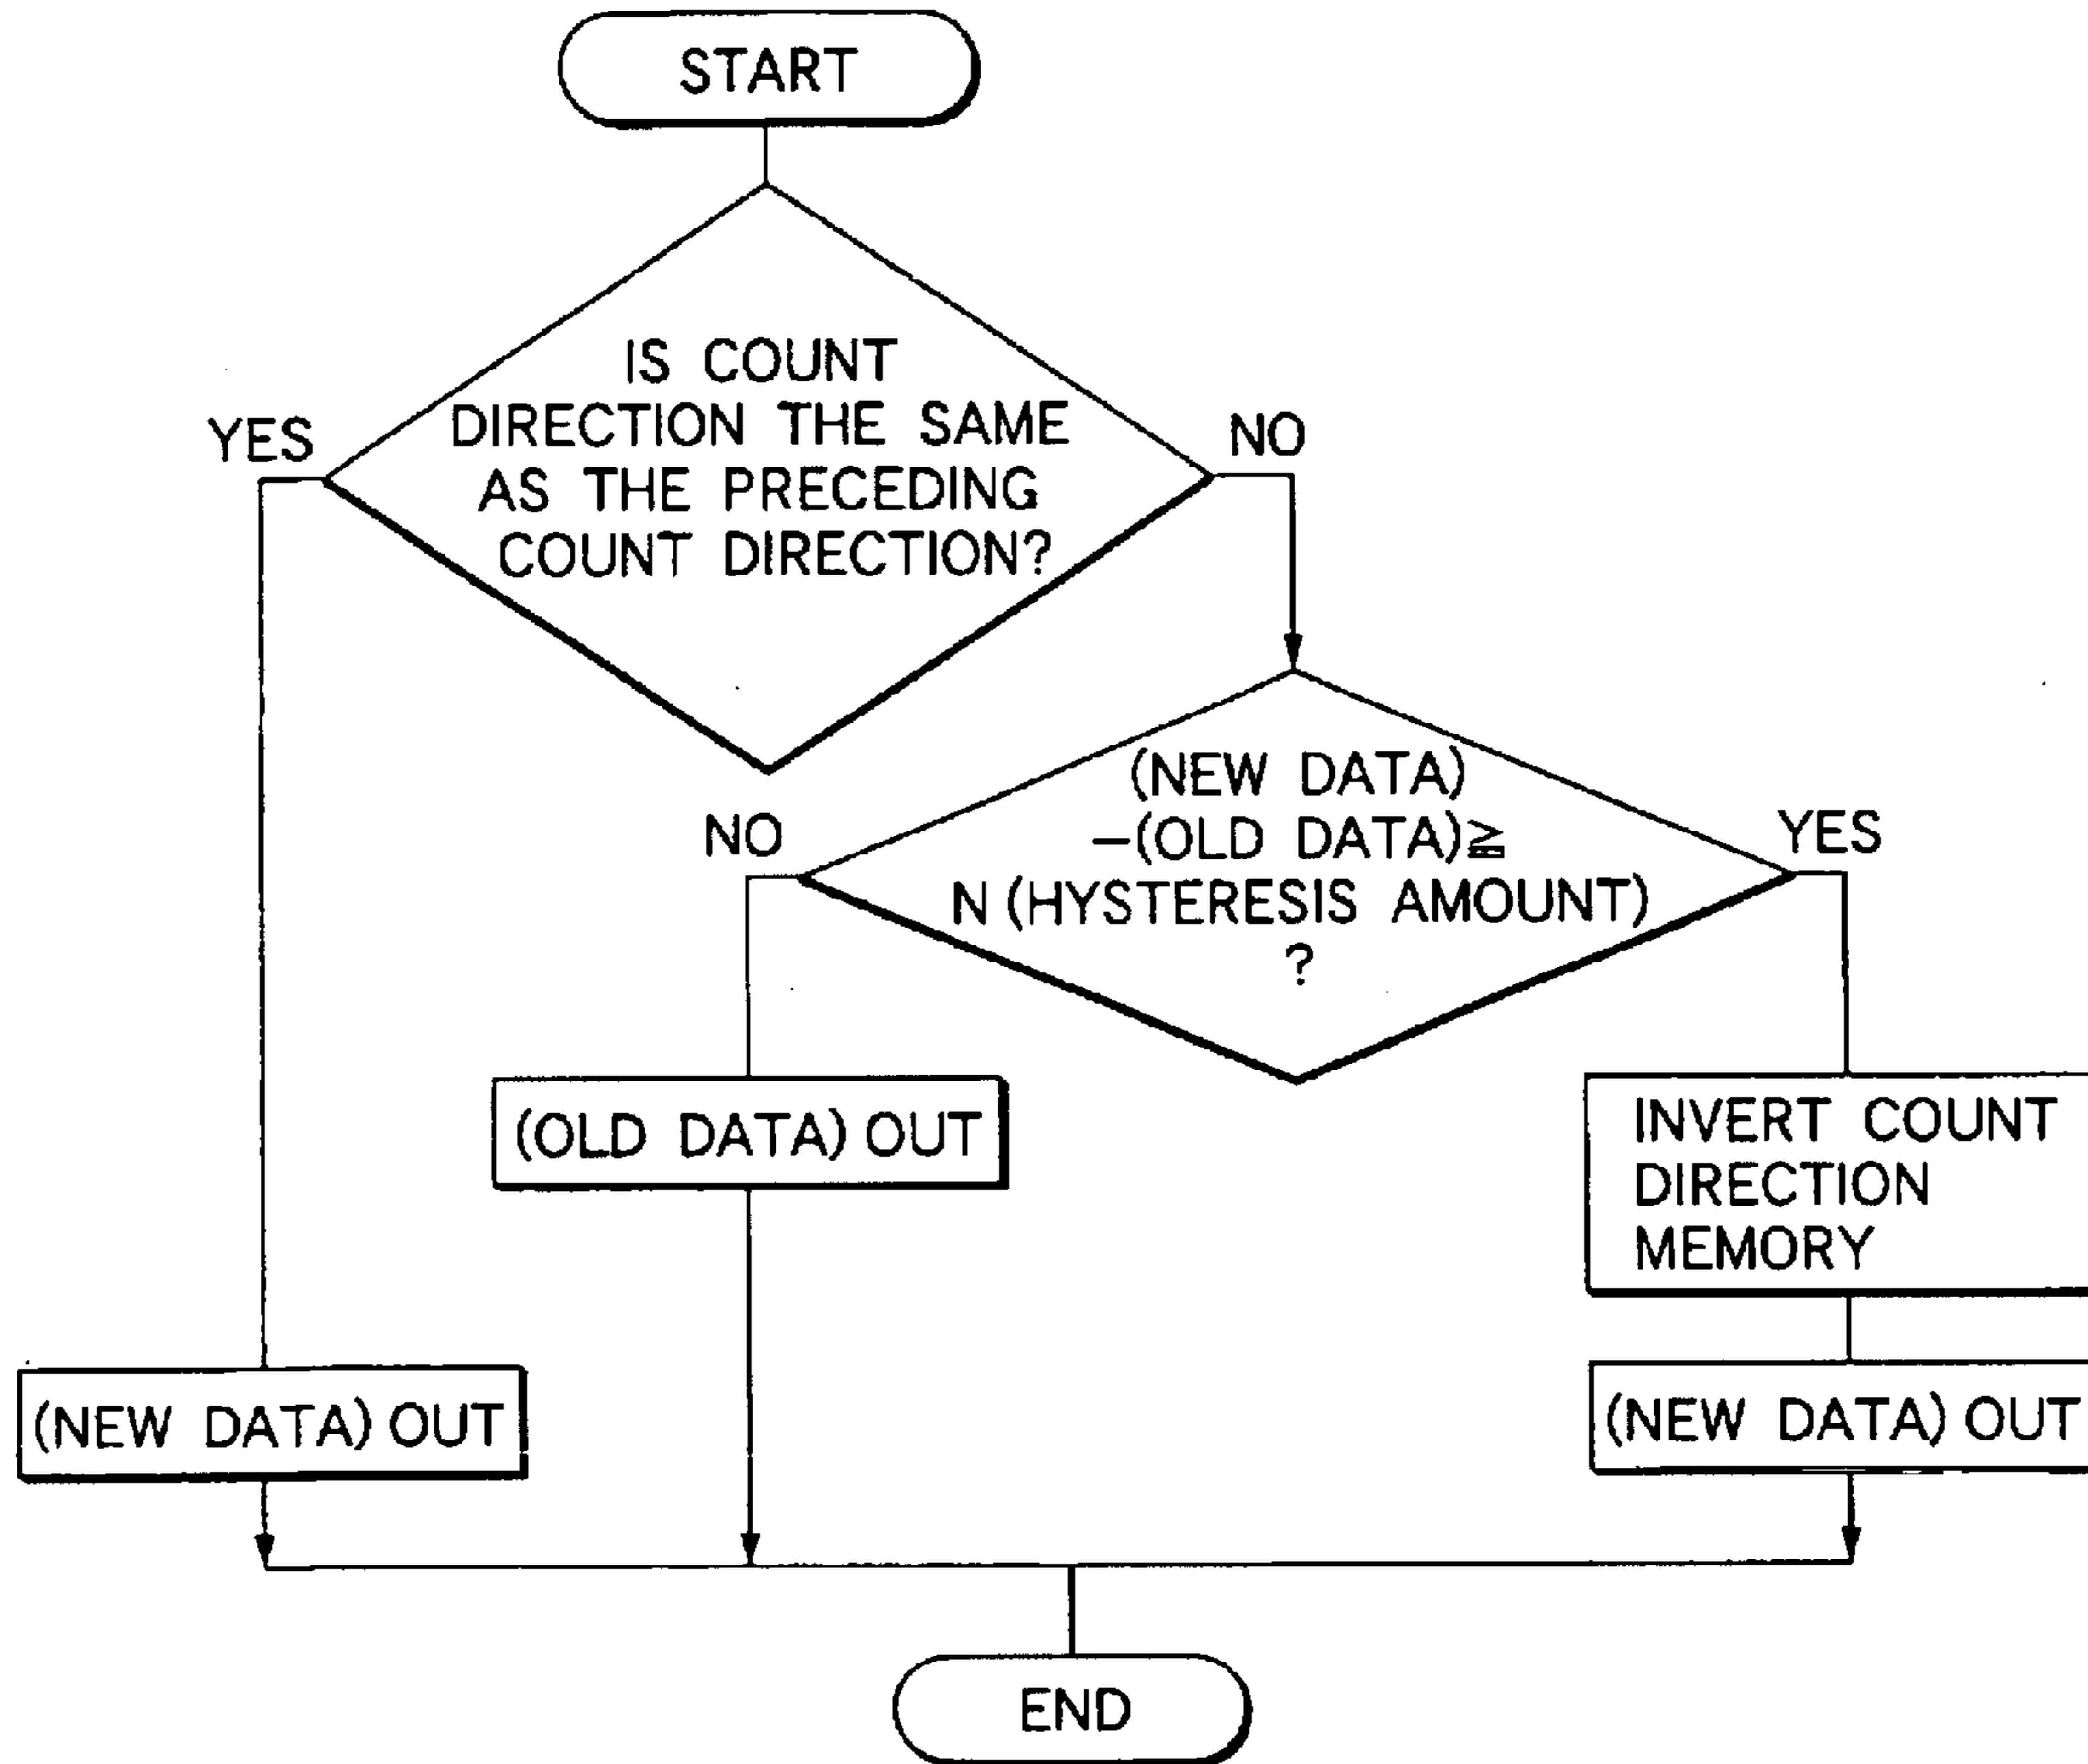 START
IS COUNT
DIRECTION THE SAME
AS THE PRECEDING
COUNT DIRECTION?
YES
NO
(NEW DATA)
−(OLD DATA)≧
N (HYSTERESIS AMOUNT)
?
NO
YES
(OLD DATA) OUT
INVERT COUNT
DIRECTION
MEMORY
(NEW DATA) OUT
(NEW DATA) OUT
END